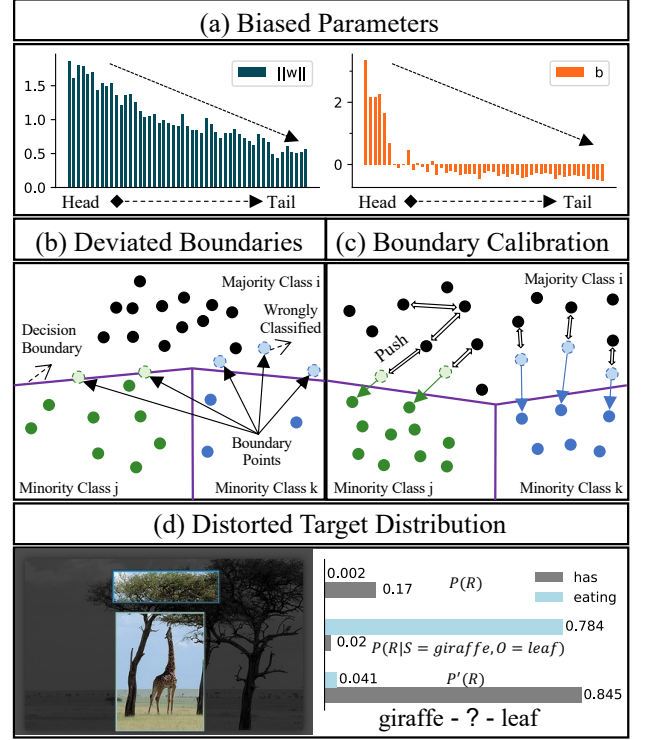 (a) Biased Parameters
1.5
1.0
0.5
0.0
||w||
Head
Tail
2
0
b
Head
Tail
(b) Deviated Boundaries
(c) Boundary Calibration
Majority Class i
Wrongly
Classified
Decision
Boundary
Boundary
Points
Minority Class j
Minority Class k
Majority Class i
Push
Minority Class j
Minority Class k
(d) Distorted Target Distribution
0.002
0.17
P(R)
has
eating
0.784
0.02
P(R|S = giraffe, O = leaf)
0.041
P'(R)
0.845
giraffe - ? - leaf